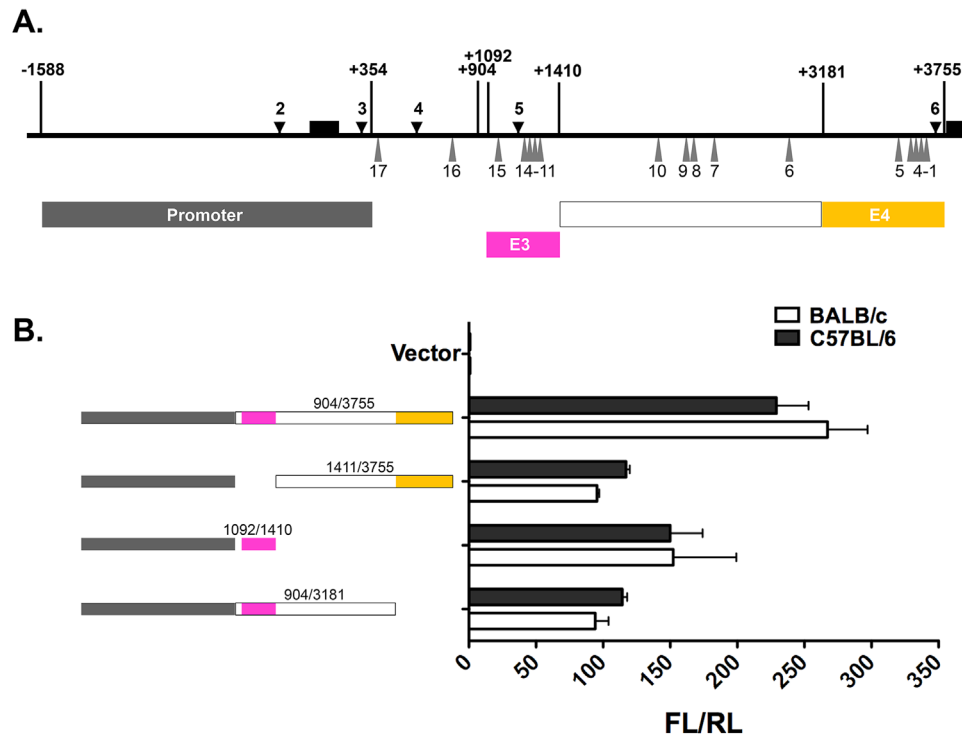 A.
-1588 +354 +904 +1092 +1410 +3181 +3755
2 3 4 5 6
17 16 15 14-11 10 9 8 7 6 5 4-1
Promoter E4
E3
B.
BALB/c
C57BL/6
Vector
904/3755
1411/3755
1092/1410
904/3181
0 50 100 150 200 250 300 350
FL/RL